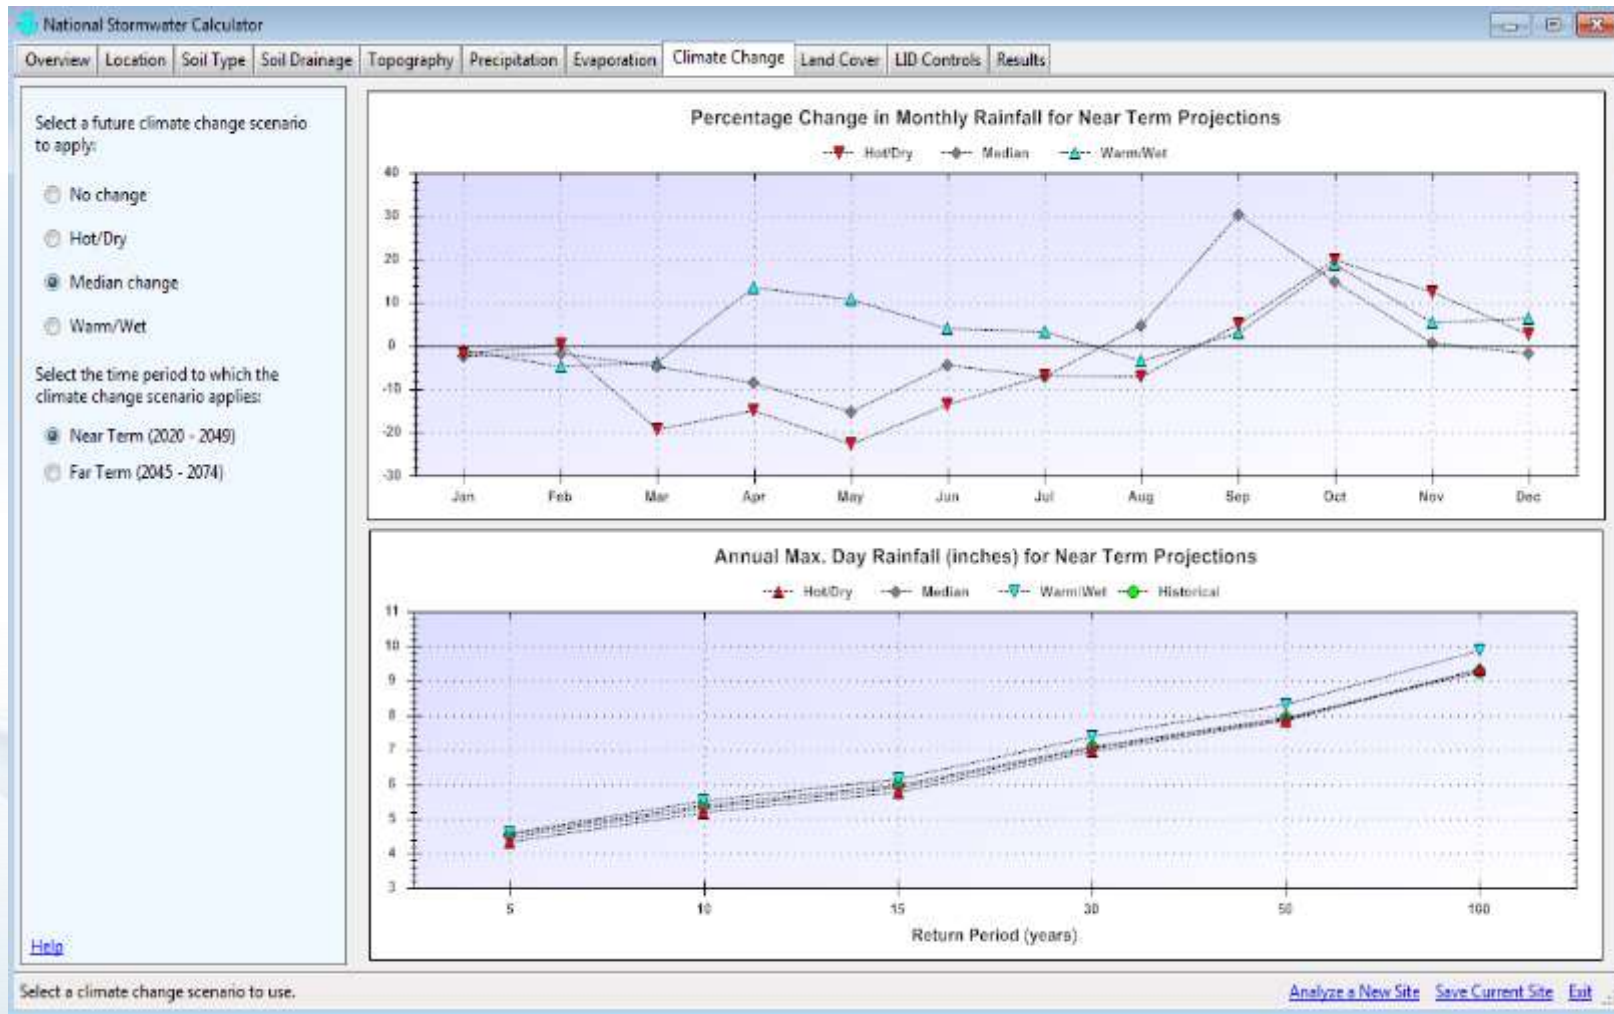 National Stormwater Calculator
Overview Location Soil Type Soil Drainage Topography Precipitation Evaporation Climate Change Land Cover LID Controls Results
Select a future climate change scenario
to apply:
No change
Hot/Dry
Median change
Warm/Wet
Select the time period to which the
climate change scenario applies:
Near Term (2020 - 2049)
Far Term (2045 - 2074)
Help
Percentage Change in Monthly Rainfall for Near Term Projections
Hot/Dry Median Warm/Wet
40
30
20
10
0
-10
-20
-30
Jan Feb Mar Apr May Jun Jul Aug Sep Oct Nov Dec
Annual Max. Day Rainfall (inches) for Near Term Projections
Hot/Dry Median Warm/Wet Historical
11
10
9
8
7
6
5
4
3
5 10 15 30 50 100
Return Period (years)
Select a climate change scenario to use.
Analyze a New Site Save Current Site Exit